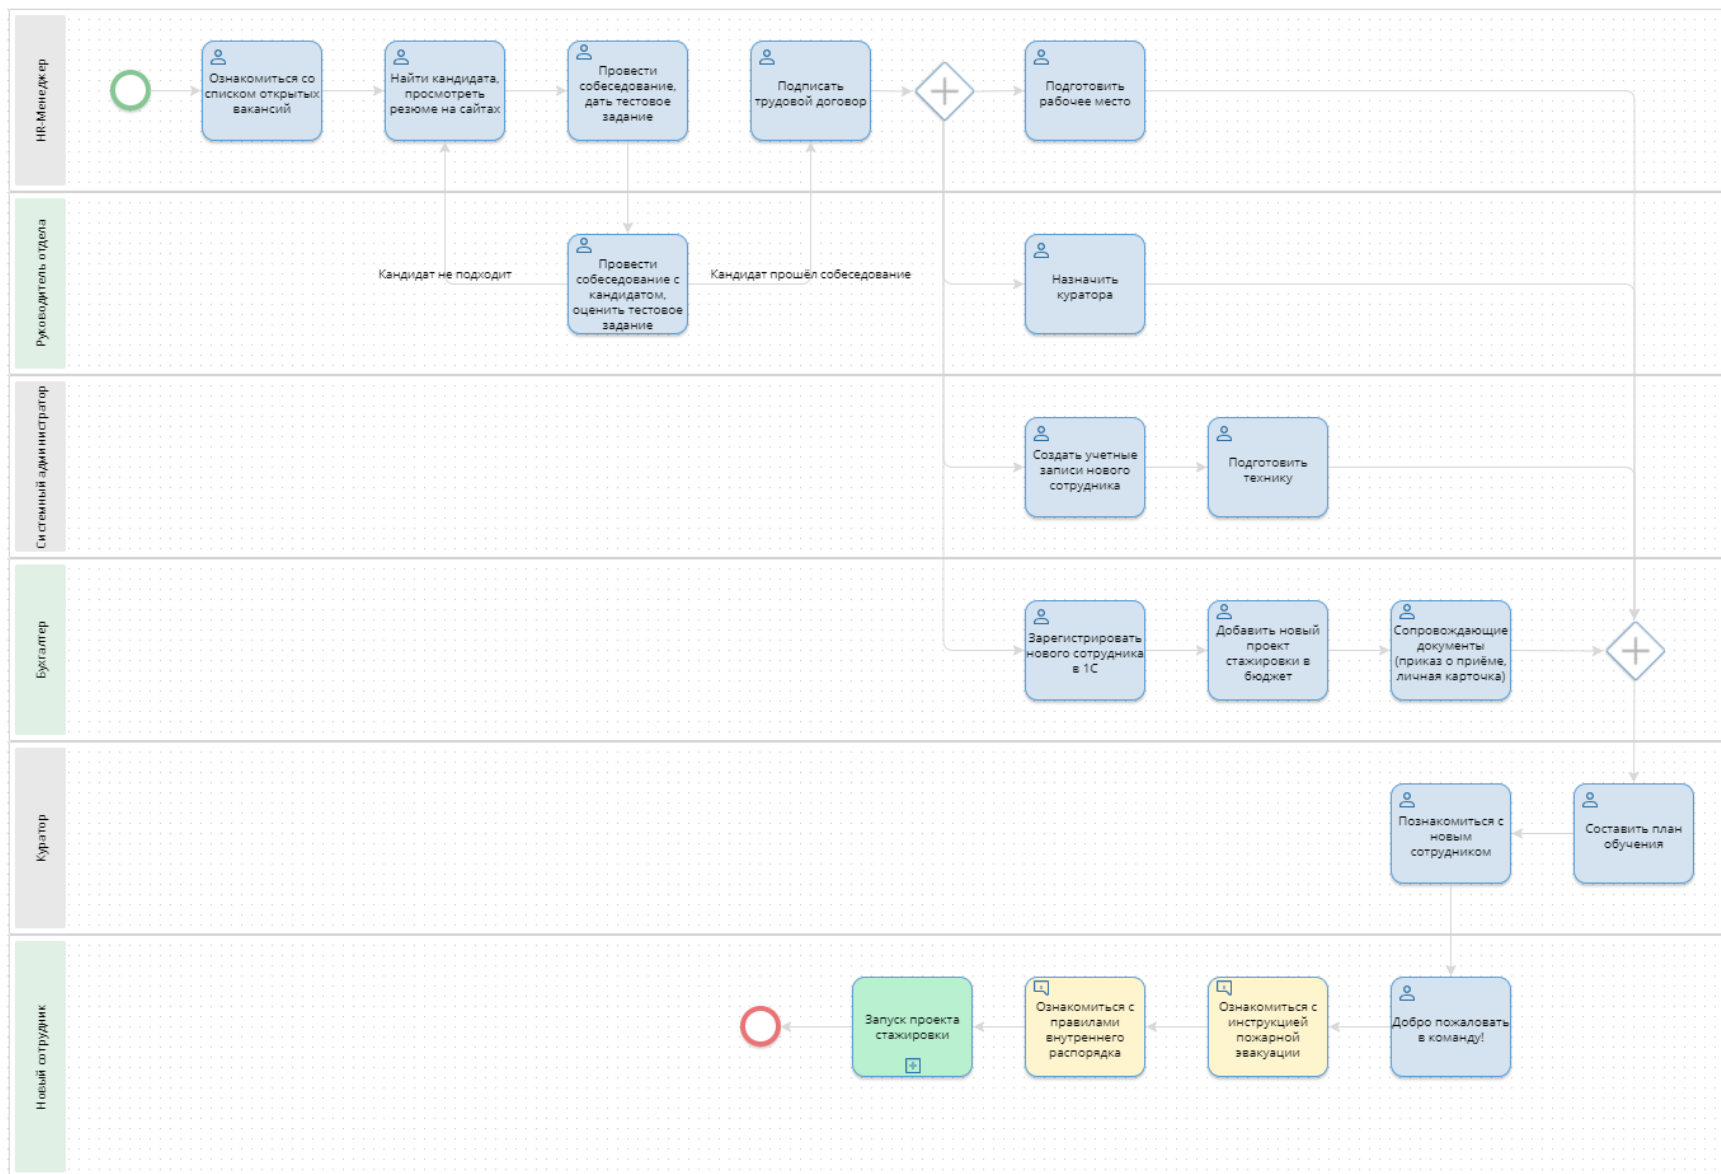 HR-Менеджер
Ознакомиться со
списком открытых
вакансий
Найти кандидата,
просмотреть
резюме на сайтах
Провести
собеседование,
дать тестовое
задание
Подписать
трудовой договор
Подготовить
рабочее место
Руководитель отдела
Кандидат не подходит
Провести
собеседование с
кандидатом,
оценить тестовое
задание
Кандидат прошёл собеседование
Назначить
куратора
Системный администратор
Создать учетные
записи нового
сотрудника
Подготовить
технику
Бухгалтер
Зарегистрировать
нового сотрудника
в 1С
Добавить новый
проект
стажировки в
бюджет
Сопровождающие
документы
(приказ о приёме,
личная карточка)
Куратор
Познакомиться с
новым
сотрудником
Составить план
обучения
Новый сотрудник
Запуск проекта
стажировки
Ознакомиться с
правилами
внутреннего
распорядка
Ознакомиться с
инструкцией
пожарной
эвакуации
Добро пожаловать
в команду!